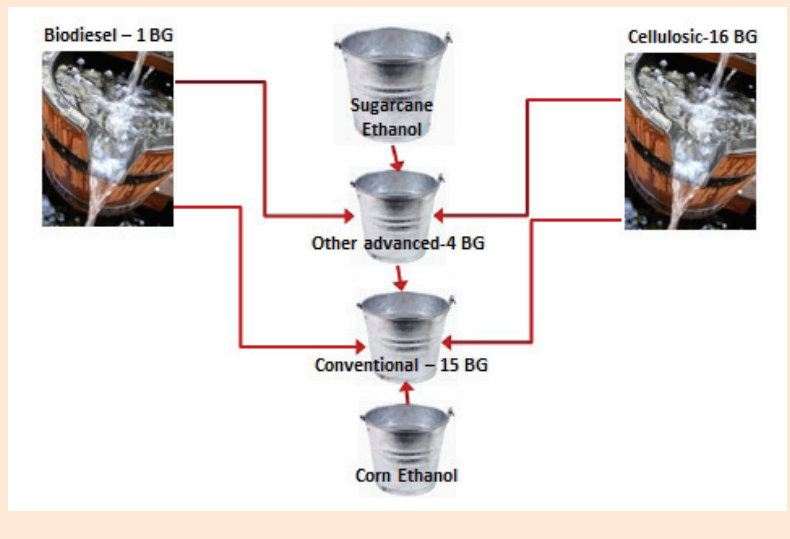 Biodiesel – 1 BG
Cellulosic-16 BG
Sugarcane
Ethanol
Other advanced-4 BG
Conventional – 15 BG
Corn Ethanol